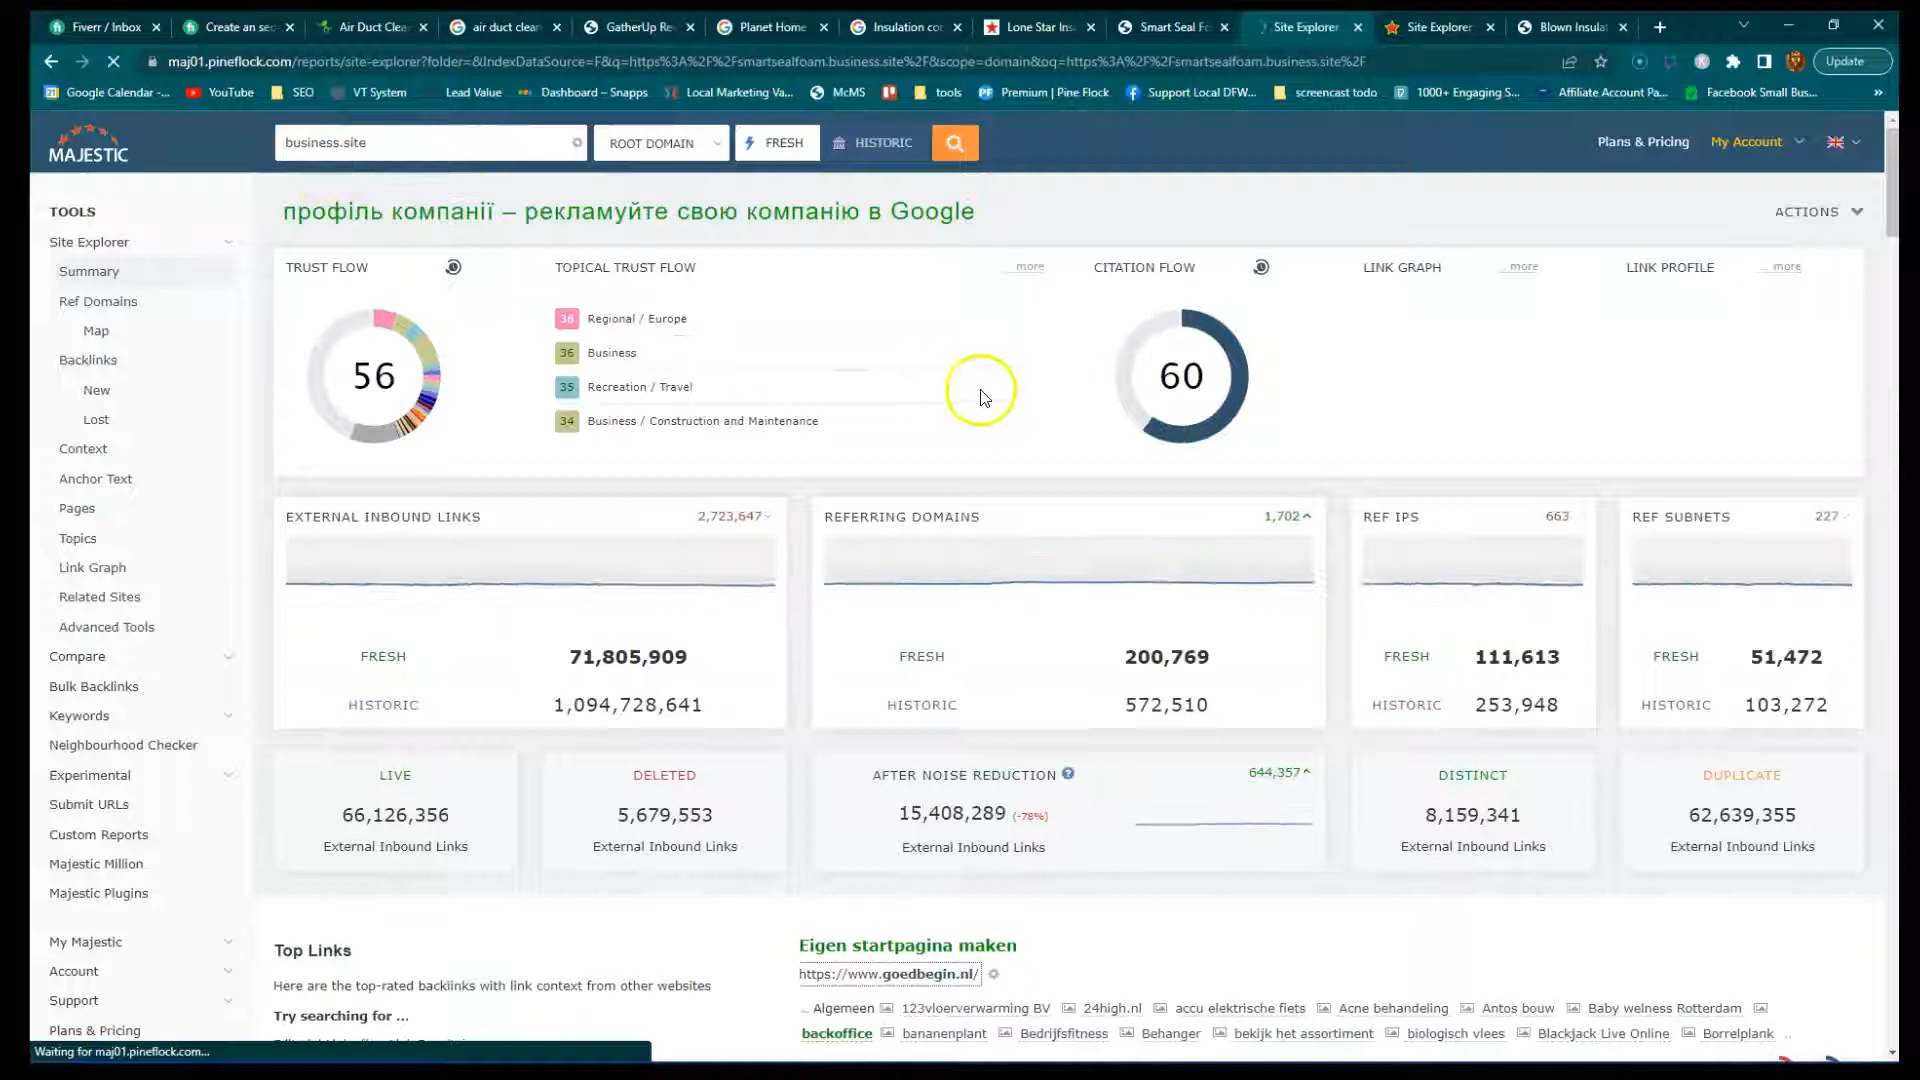 Fiverr / Inbox
Create an seo
Air Duct Clea
air duct clean
GatherUp Re
Planet Home
Insulation co
Lone Star Ins
Smart Seal Fo
Site Explorer
Site Explorer
Blown Insulat
maj01.pineflock.com/reports/site-explorer?folder=&IndexDataSource=F&q=https%3A%2F%2Fsmartsealfoam.business.site%2F&scope=domain&oq=https%3A%2F%2Fsmartsealfoam.business.site%2F
Update
Google Calendar -...
YouTube
SEO
VT System
Lead Value
Dashboard – Snapps
Local Marketing Va...
McMS
tools
Premium | Pine Flock
Support Local DFW...
screencast todo
1000+ Engaging S...
Affiliate Account Pa...
Facebook Small Bus...
MAJESTIC
business.site
ROOT DOMAIN
FRESH
HISTORIC
Plans & Pricing
My Account
TOOLS
Site Explorer
Summary
Ref Domains
Map
Backlinks
New
Lost
Context
Anchor Text
Pages
Topics
Link Graph
Related Sites
Advanced Tools
Compare
Bulk Backlinks
Keywords
Neighbourhood Checker
Experimental
Submit URLs
Custom Reports
Majestic Million
Majestic Plugins
My Majestic
Account
Support
Plans & Pricing
профіль компанії – рекламуйте свою компанію в Google
ACTIONS
TRUST FLOW
56
TOPICAL TRUST FLOW
... more
36 Regional / Europe
36 Business
35 Recreation / Travel
34 Business / Construction and Maintenance
CITATION FLOW
60
LINK GRAPH
... more
LINK PROFILE
... more
EXTERNAL INBOUND LINKS 2,723,647
FRESH 71,805,909
HISTORIC 1,094,728,641
REFERRING DOMAINS 1,702
FRESH 200,769
HISTORIC 572,510
REF IPS 663
FRESH 111,613
HISTORIC 253,948
REF SUBNETS 227
FRESH 51,472
HISTORIC 103,272
LIVE
66,126,356
External Inbound Links
DELETED
5,679,553
External Inbound Links
AFTER NOISE REDUCTION 644,357
15,408,289 (-78%)
External Inbound Links
DISTINCT
8,159,341
External Inbound Links
DUPLICATE
62,639,355
External Inbound Links
Top Links
Here are the top-rated backlinks with link context from other websites
Try searching for ...
Eigen startpagina maken
https://www.goedbegin.nl/
... Algemeen 123vloerverwarming BV 24high.nl accu elektrische fiets Acne behandeling Antos bouw Baby welness Rotterdam
backoffice bananenplant Bedrijfsfitness Behanger bekijk het assortiment biologisch vlees Blackjack Live Online Borrelplank ...
Waiting for maj01.pineflock.com...